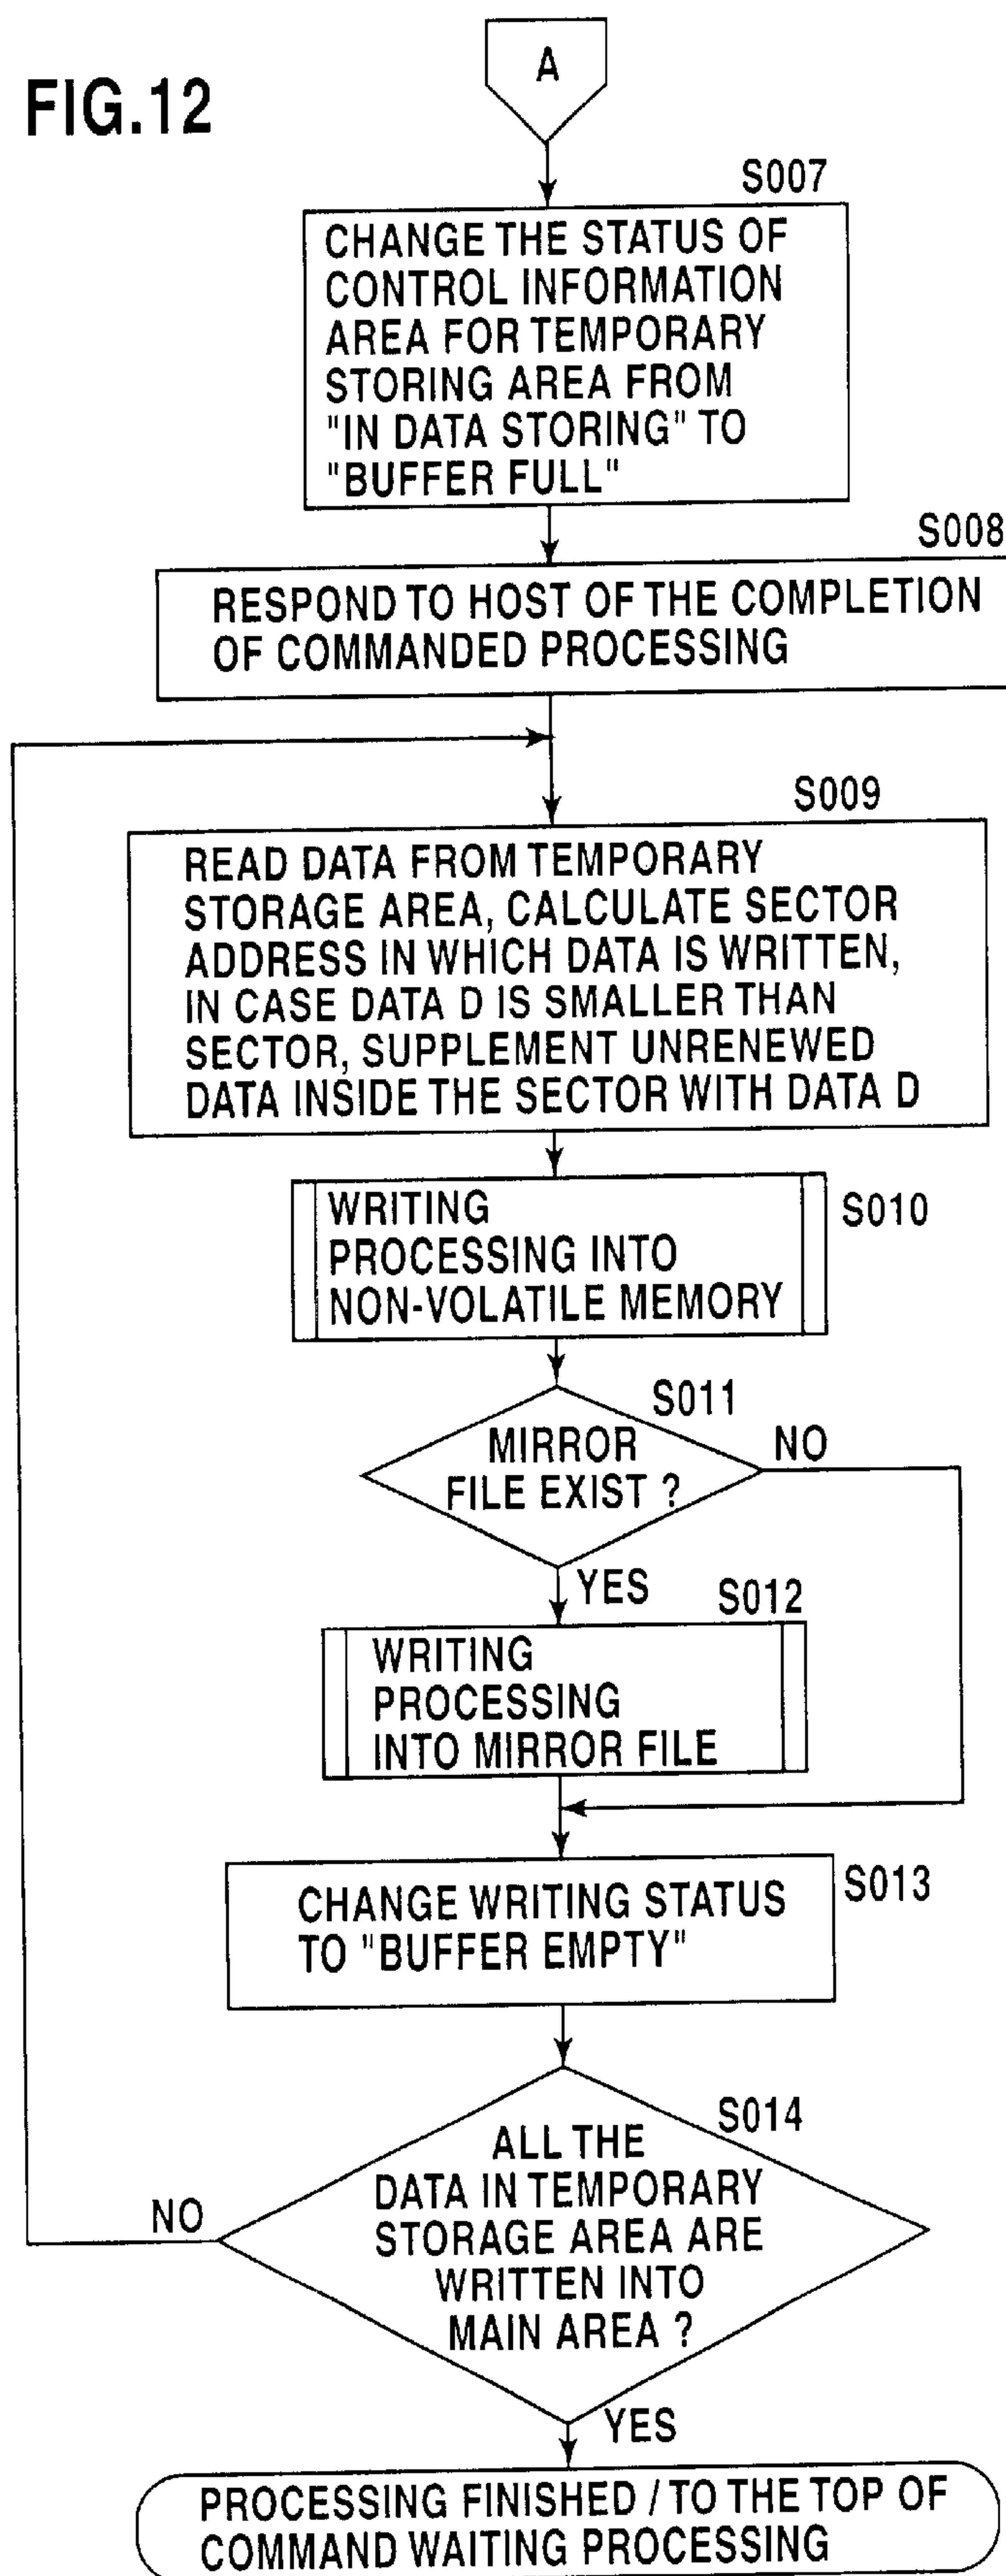 FIG.12
A
S007
CHANGE THE STATUS OF
CONTROL INFORMATION
AREA FOR TEMPORARY
STORING AREA FROM
"IN DATA STORING" TO
"BUFFER FULL"
S008
RESPOND TO HOST OF THE COMPLETION
OF COMMANDED PROCESSING
S009
READ DATA FROM TEMPORARY
STORAGE AREA, CALCULATE SECTOR
ADDRESS IN WHICH DATA IS WRITTEN,
IN CASE DATA D IS SMALLER THAN
SECTOR, SUPPLEMENT UNRENEWED
DATA INSIDE THE SECTOR WITH DATA D
S010
WRITING
PROCESSING INTO
NON-VOLATILE MEMORY
S011
MIRROR
FILE EXIST ?
NO
YES
S012
WRITING
PROCESSING
INTO MIRROR FILE
S013
CHANGE WRITING STATUS
TO "BUFFER EMPTY"
S014
ALL THE
DATA IN TEMPORARY
STORAGE AREA ARE
WRITTEN INTO
MAIN AREA ?
NO
YES
PROCESSING FINISHED / TO THE TOP OF
COMMAND WAITING PROCESSING